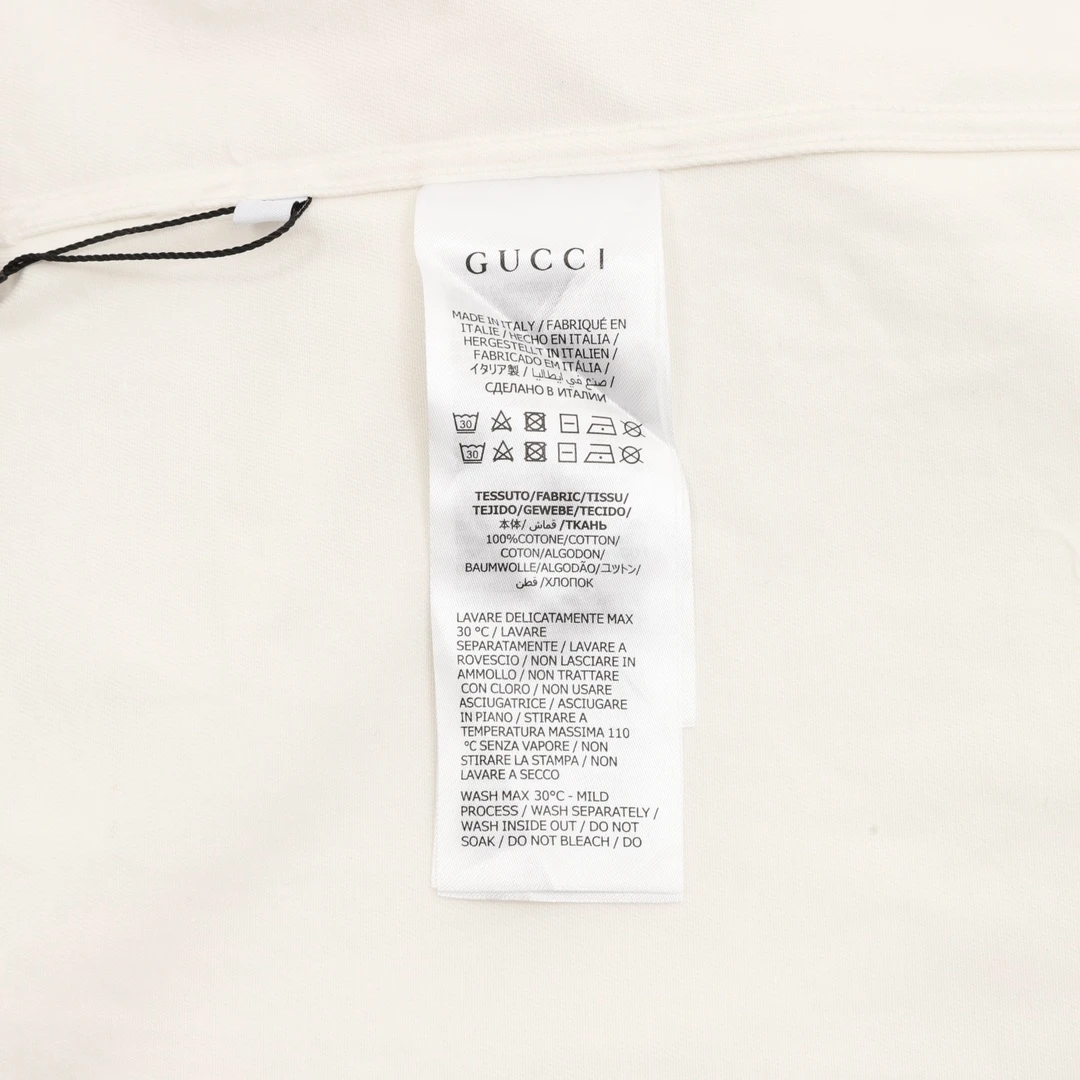 GUCCI
MADE IN ITALY / FABRIQUÉ EN
ITALIE / HECHO EN ITALIA /
HERGESTELLT IN ITALIEN /
FABRICADO EM ITÁLIA /
イタリア製 / صنع في ايطاليا /
СДЕЛАНО В ИТАЛИИ
30
30
TESSUTO/FABRIC/TISSU/
TEJIDO/GEWEBE/TECIDO/
本体/ قماش /ТКАНЬ
100%COTONE/COTTON/
COTON/ALGODON/
BAUMWOLLE/ALGODÃO/コットン/
قطن /ХЛОПОК
LAVARE DELICATAMENTE MAX
30 °C / LAVARE
SEPARATAMENTE / LAVARE A
ROVESCIO / NON LASCIARE IN
AMMOLLO / NON TRATTARE
CON CLORO / NON USARE
ASCIUGATRICE / ASCIUGARE
IN PIANO / STIRARE A
TEMPERATURA MASSIMA 110
°C SENZA VAPORE / NON
STIRARE LA STAMPA / NON
LAVARE A SECCO
WASH MAX 30°C - MILD
PROCESS / WASH SEPARATELY /
WASH INSIDE OUT / DO NOT
SOAK / DO NOT BLEACH / DO